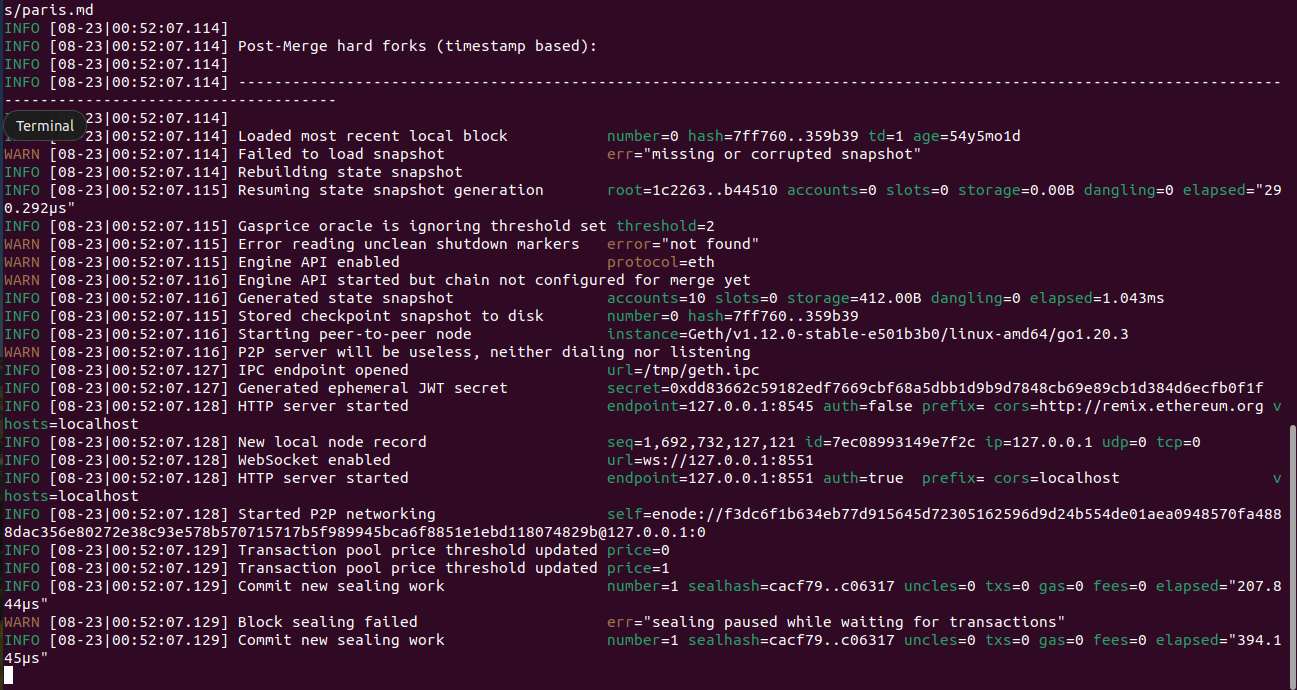 s/paris.md
INFO [08-23|00:52:07.114]
INFO [08-23|00:52:07.114] Post-Merge hard forks (timestamp based):
INFO [08-23|00:52:07.114]
INFO [08-23|00:52:07.114] --------------------------------------------------------------------------------------------------------------------
-------------------------------------
23|00:52:07.114]
Terminal
23|00:52:07.114] Loaded most recent local block number=0 hash=7ff760..359b39 td=1 age=54y5mo1d
WARN [08-23|00:52:07.114] Failed to load snapshot err="missing or corrupted snapshot"
INFO [08-23|00:52:07.114] Rebuilding state snapshot
INFO [08-23|00:52:07.115] Resuming state snapshot generation root=1c2263..b44510 accounts=0 slots=0 storage=0.00B dangling=0 elapsed="29
0.292µs"
INFO [08-23|00:52:07.115] Gasprice oracle is ignoring threshold set threshold=2
WARN [08-23|00:52:07.115] Error reading unclean shutdown markers error="not found"
WARN [08-23|00:52:07.115] Engine API enabled protocol=eth
WARN [08-23|00:52:07.116] Engine API started but chain not configured for merge yet
INFO [08-23|00:52:07.116] Generated state snapshot accounts=10 slots=0 storage=412.00B dangling=0 elapsed=1.043ms
INFO [08-23|00:52:07.115] Stored checkpoint snapshot to disk number=0 hash=7ff760..359b39
INFO [08-23|00:52:07.116] Starting peer-to-peer node instance=Geth/v1.12.0-stable-e501b3b0/linux-amd64/go1.20.3
WARN [08-23|00:52:07.116] P2P server will be useless, neither dialing nor listening
INFO [08-23|00:52:07.127] IPC endpoint opened url=/tmp/geth.ipc
INFO [08-23|00:52:07.127] Generated ephemeral JWT secret secret=0xdd83662c59182edf7669cbf68a5dbb1d9b9d7848cb69e89cb1d384d6ecfb0f1f
INFO [08-23|00:52:07.128] HTTP server started endpoint=127.0.0.1:8545 auth=false prefix= cors=http://remix.ethereum.org v
hosts=localhost
INFO [08-23|00:52:07.128] New local node record seq=1,692,732,127,121 id=7ec08993149e7f2c ip=127.0.0.1 udp=0 tcp=0
INFO [08-23|00:52:07.128] WebSocket enabled url=ws://127.0.0.1:8551
INFO [08-23|00:52:07.128] HTTP server started endpoint=127.0.0.1:8551 auth=true prefix= cors=localhost v
hosts=localhost
INFO [08-23|00:52:07.128] Started P2P networking self=enode://f3dc6f1b634eb77d915645d72305162596d9d24b554de01aea0948570fa488
8dac356e80272e38c93e578b570715717b5f989945bca6f8851e1ebd118074829b@127.0.0.1:0
INFO [08-23|00:52:07.129] Transaction pool price threshold updated price=0
INFO [08-23|00:52:07.129] Transaction pool price threshold updated price=1
INFO [08-23|00:52:07.129] Commit new sealing work number=1 sealhash=cacf79..c06317 uncles=0 txs=0 gas=0 fees=0 elapsed="207.8
44µs"
WARN [08-23|00:52:07.129] Block sealing failed err="sealing paused while waiting for transactions"
INFO [08-23|00:52:07.129] Commit new sealing work number=1 sealhash=cacf79..c06317 uncles=0 txs=0 gas=0 fees=0 elapsed="394.1
45µs"